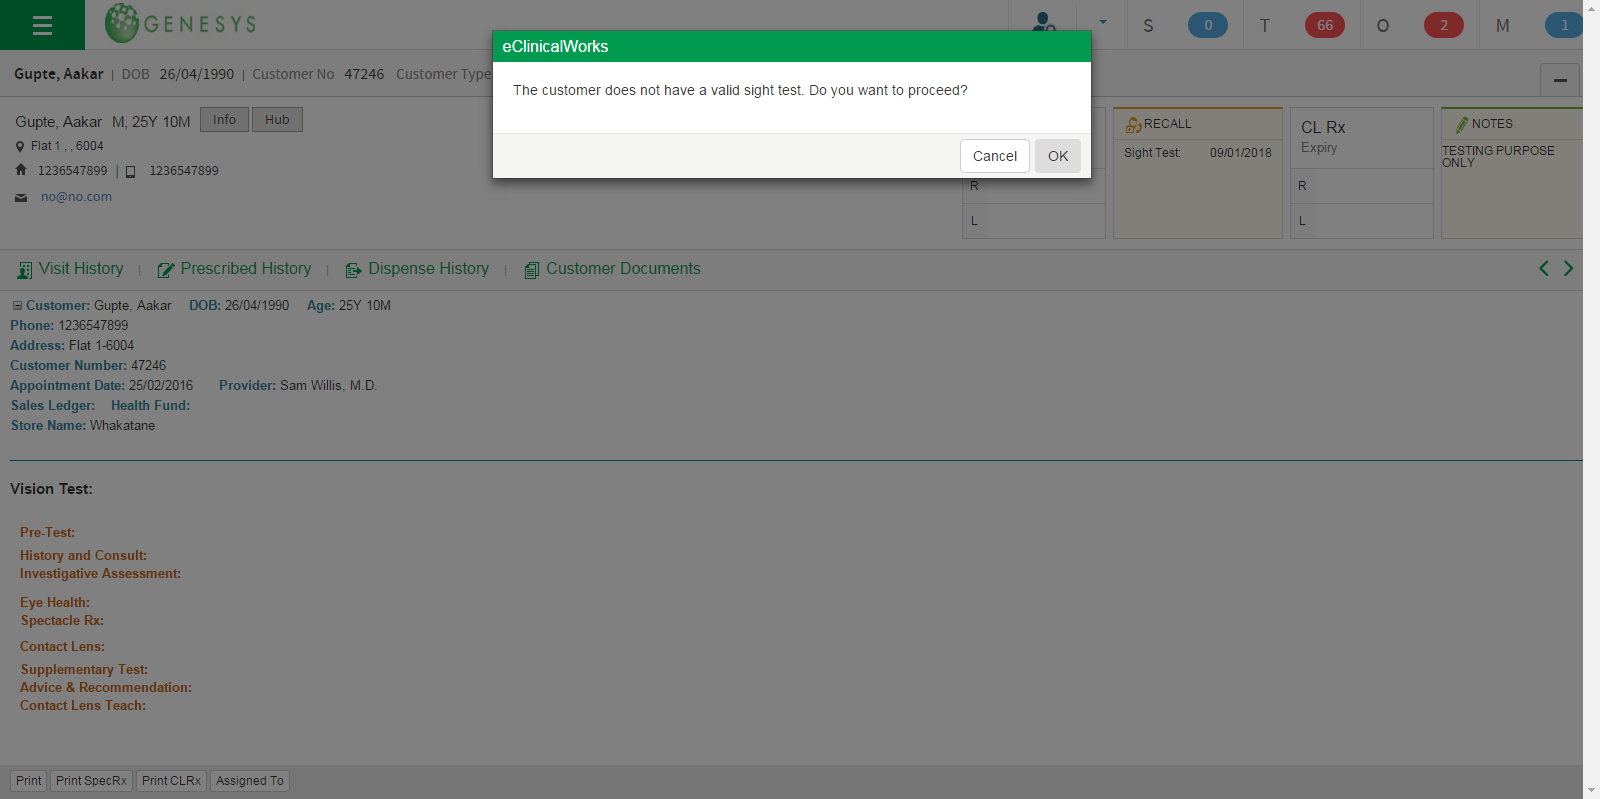 GENESYS
S 0 T 66 O 2 M 1
eClinicalWorks
The customer does not have a valid sight test. Do you want to proceed?
Cancel OK
Gupte, Aakar | DOB 26/04/1990 | Customer No 47246 Customer Type
Gupte, Aakar M, 25Y 10M Info Hub
Flat 1 , , 6004
1236547899 | 1236547899
no@no.com
R
L
RECALL
Sight Test: 09/01/2018
CL Rx
Expiry
R
L
NOTES
TESTING PURPOSE
ONLY
Visit History | Prescribed History | Dispense History | Customer Documents
Customer: Gupte, Aakar DOB: 26/04/1990 Age: 25Y 10M
Phone: 1236547899
Address: Flat 1-6004
Customer Number: 47246
Appointment Date: 25/02/2016 Provider: Sam Willis, M.D.
Sales Ledger: Health Fund:
Store Name: Whakatane
Vision Test:
Pre-Test:
History and Consult:
Investigative Assessment:
Eye Health:
Spectacle Rx:
Contact Lens:
Supplementary Test:
Advice & Recommendation:
Contact Lens Teach:
Print Print SpecRx Print CLRx Assigned To